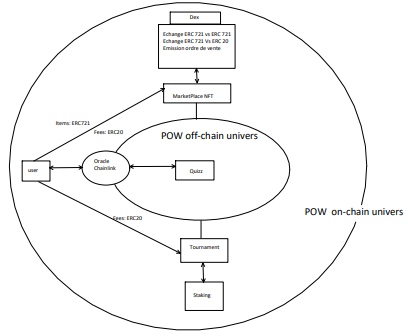 Dex
Echange ERC 721 vs ERC 721
Echange ERC 721 Vs ERC 20
Emission ordre de vente
MarketPlace NFT
Items: ERC721
Fees: ERC20
POW off-chain univers
Oracle
Chainlink
user
Quizz
POW on-chain univers
Fees: ERC20
Tournament
Staking